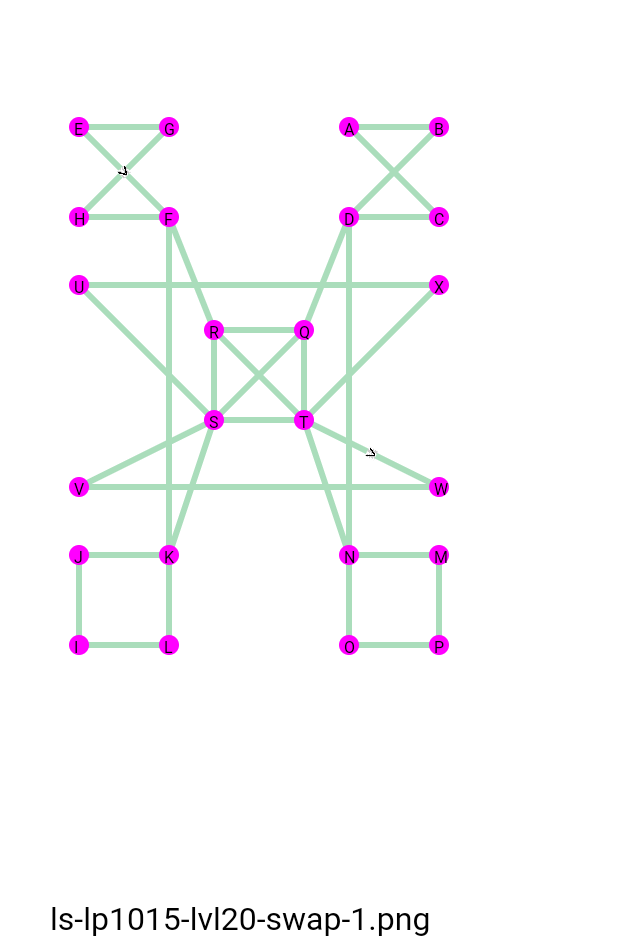 E G A B
H F D C
U X
R Q
S T
V W
J K N M
I L O P
ls-lp1015-lvl20-swap-1.png